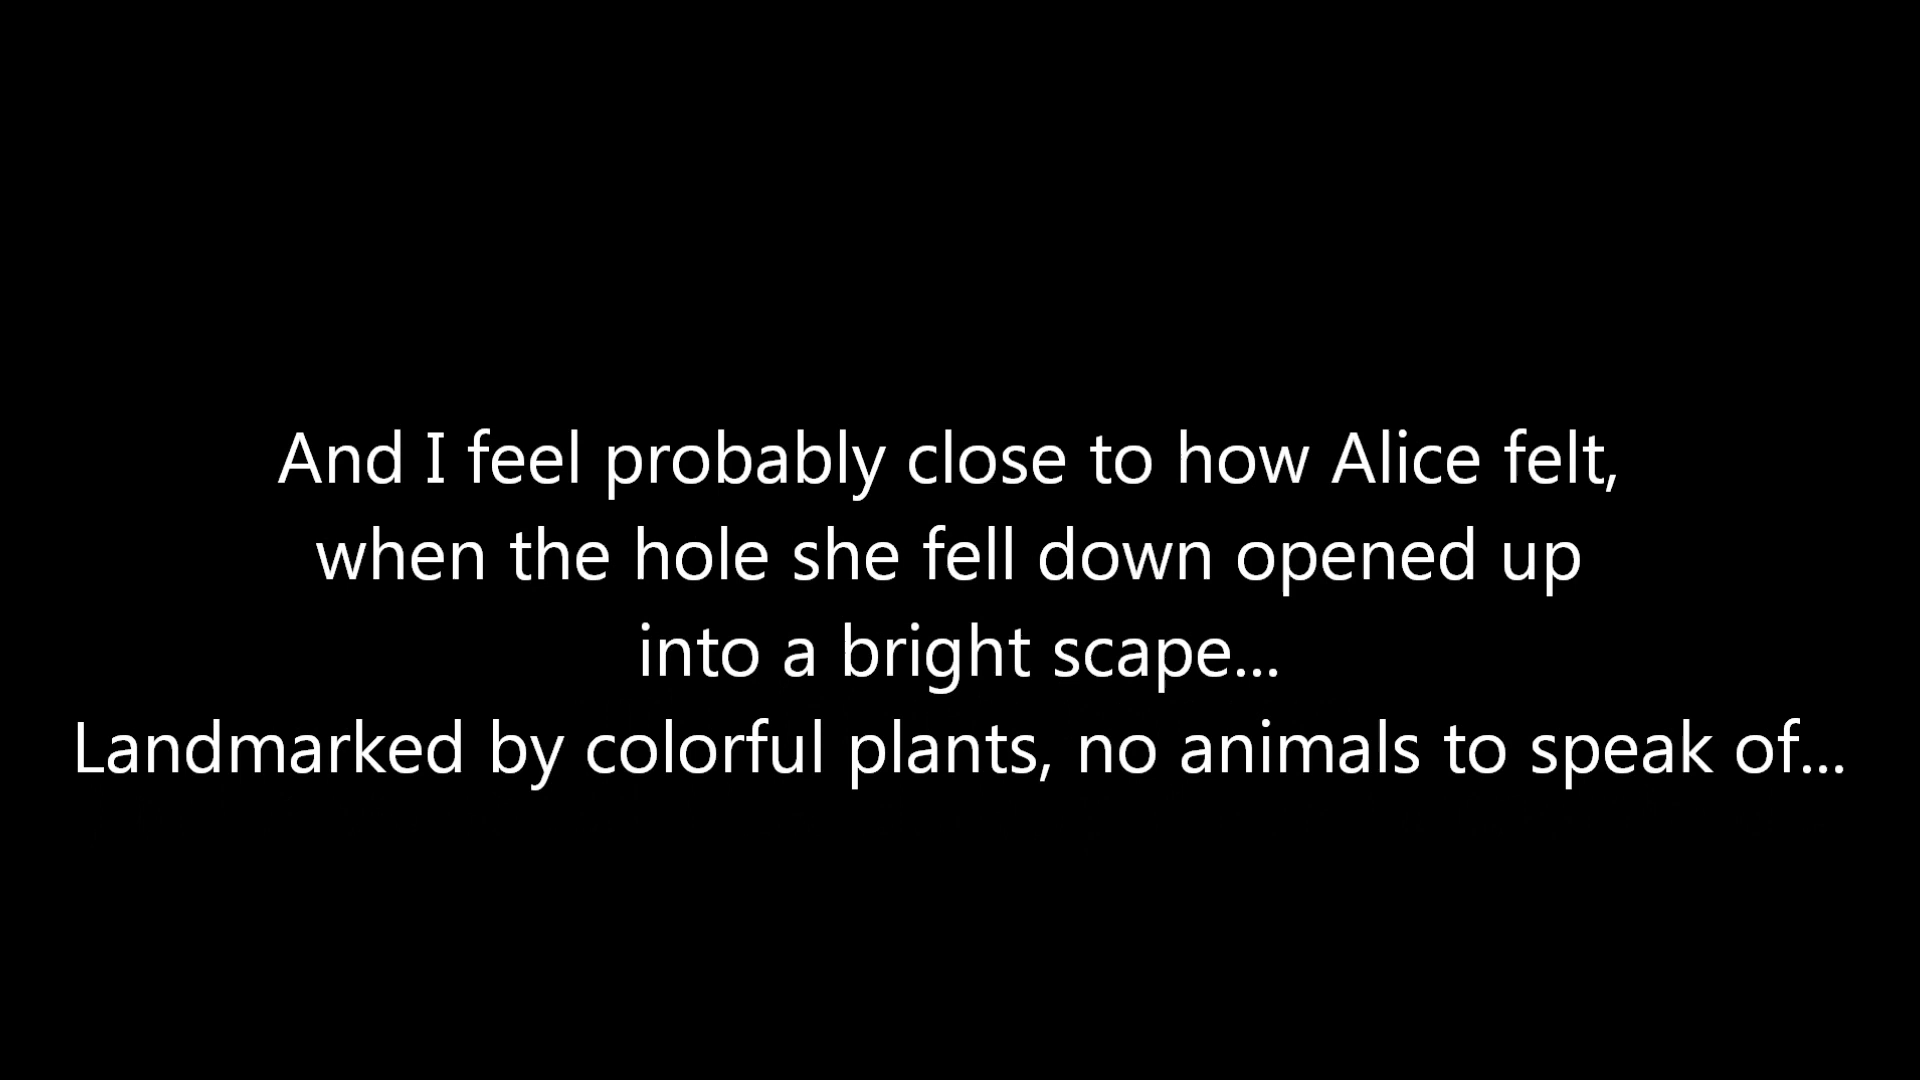 And I feel probably close to how Alice felt,
when the hole she fell down opened up
into a bright scape...
Landmarked by colorful plants, no animals to speak of...